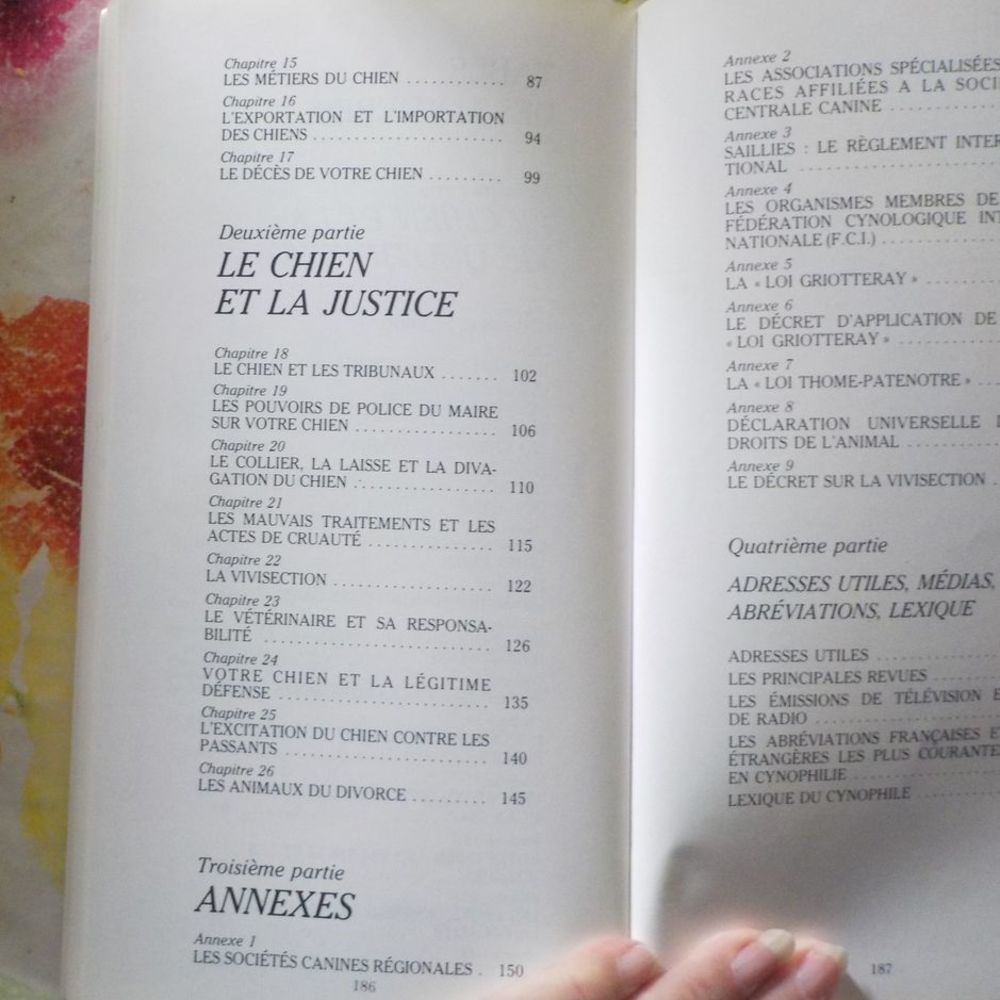 Chapitre 15
LES MÉTIERS DU CHIEN ............ 87
Chapitre 16
L'EXPORTATION ET L'IMPORTATION
DES CHIENS ....................... 94
Chapitre 17
LE DÉCÈS DE VOTRE CHIEN ......... 99
Deuxième partie
LE CHIEN
ET LA JUSTICE
Chapitre 18
LE CHIEN ET LES TRIBUNAUX ....... 102
Chapitre 19
LES POUVOIRS DE POLICE DU MAIRE
SUR VOTRE CHIEN ................. 106
Chapitre 20
LE COLLIER, LA LAISSE ET LA DIVA-
GATION DU CHIEN ................. 110
Chapitre 21
LES MAUVAIS TRAITEMENTS ET LES
ACTES DE CRUAUTÉ ............... 115
Chapitre 22
LA VIVISECTION ................... 122
Chapitre 23
LE VÉTÉRINAIRE ET SA RESPONSA-
BILITÉ ............................ 126
Chapitre 24
VOTRE CHIEN ET LA LÉGITIME
DÉFENSE .......................... 135
Chapitre 25
L'EXCITATION DU CHIEN CONTRE LES
PASSANTS ......................... 140
Chapitre 26
LES ANIMAUX DU DIVORCE ......... 145
Troisième partie
ANNEXES
Annexe 1
LES SOCIÉTÉS CANINES RÉGIONALES . 150
186
Annexe 2
LES ASSOCIATIONS SPÉCIALISÉES
RACES AFFILIÉES A LA SOCI
CENTRALE CANINE .............
Annexe 3
SAILLIES : LE RÈGLEMENT INTER
TIONAL ........................
Annexe 4
LES ORGANISMES MEMBRES DE
FÉDÉRATION CYNOLOGIQUE INT
NATIONALE (F.C.I.) ..............
Annexe 5
LA « LOI GRIOTTERAY » .........
Annexe 6
LE DÉCRET D'APPLICATION DE
« LOI GRIOTTERAY » ............
Annexe 7
LA « LOI THOME-PATENOTRE » ...
Annexe 8
DÉCLARATION UNIVERSELLE
DROITS DE L'ANIMAL ...........
Annexe 9
LE DÉCRET SUR LA VIVISECTION .
Quatrième partie
ADRESSES UTILES, MÉDIAS,
ABRÉVIATIONS, LEXIQUE
ADRESSES UTILES ..............
LES PRINCIPALES REVUES .......
LES ÉMISSIONS DE TÉLÉVISION E
DE RADIO ......................
LES ABRÉVIATIONS FRANÇAISES E
ÉTRANGÈRES LES PLUS COURANTE
EN CYNOPHILIE .................
LEXIQUE DU CYNOPHILE .........
187